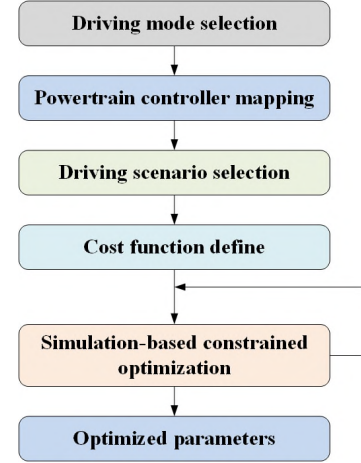 Driving mode selection
Powertrain controller mapping
Driving scenario selection
Cost function define
Simulation-based constrained
optimization
Optimized parameters